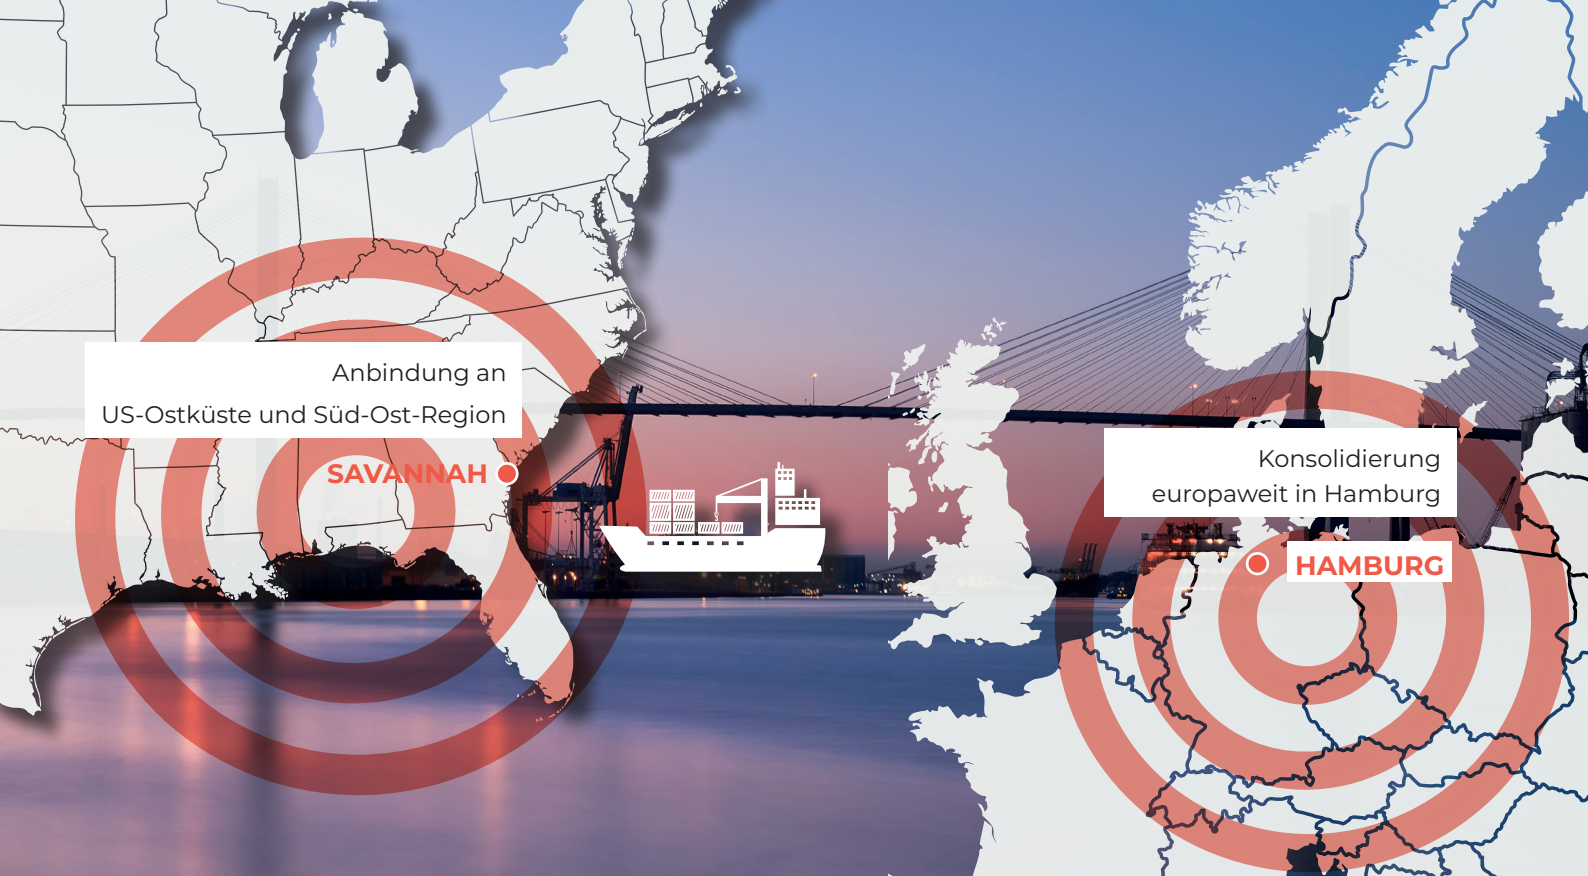 Anbindung an
US-Ostküste und Süd-Ost-Region
SAVANNAH
Konsolidierung
europaweit in Hamburg
HAMBURG